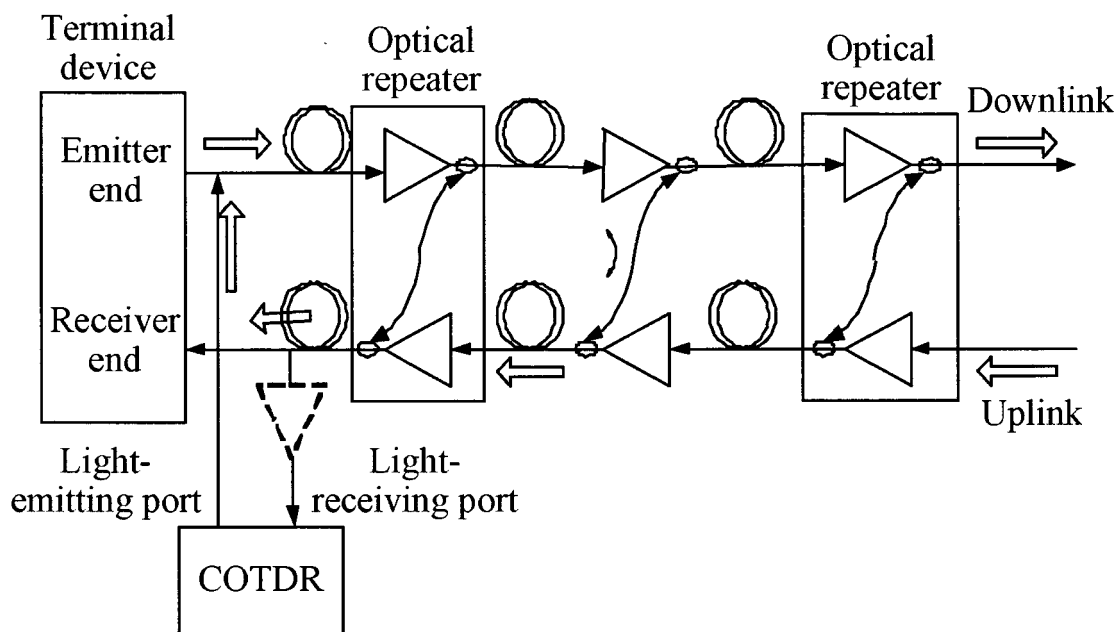 Terminal
device
Optical
repeater
Optical
repeater
Downlink
Emitter
end
Receiver
end
Uplink
Light-
emitting port
Light-
receiving port
COTDR